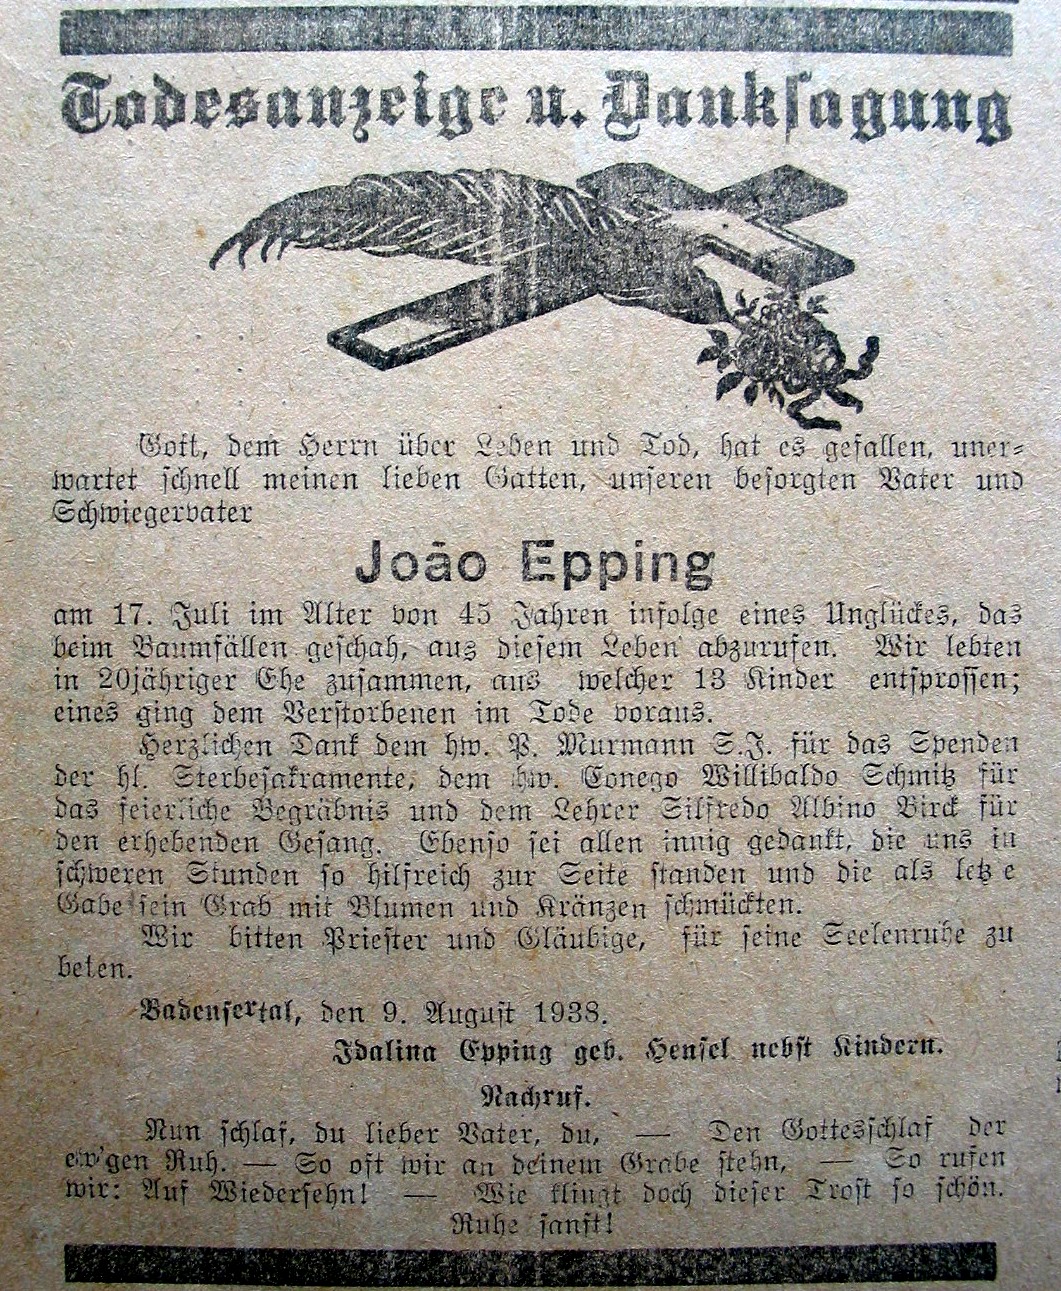 Todesanzeige u. Danksagung
Gott, dem Herrn über Leben und Tod, hat es gefallen, uner-
wartet schnell meinen lieben Gatten, unseren besorgten Vater und
Schwiegervater
João Epping
am 17. Juli im Alter von 45 Jahren infolge eines Unglückes, das
beim Baumfällen geschah, aus diesem Leben abzurufen. Wir lebten
in 20jähriger Ehe zusammen, aus welcher 13 Kinder entsprossen;
eines ging dem Verstorbenen im Tode voraus.
Herzlichen Dank dem hw. P. Murmann S.J. für das Spenden
der hl. Sterbesakramente, dem hw. Conego Willibaldo Schmitz für
das feierliche Begräbnis und dem Lehrer Silfredo Albino Birck für
den erhebenden Gesang. Ebenso sei allen innig gedankt, die uns in
schweren Stunden so hilfreich zur Seite standen und die als letzte
Gabe sein Grab mit Blumen und Kränzen schmückten.
Wir bitten Priester und Gläubige, für seine Seelenruhe zu
beten.
Badensertal, den 9. August 1938.
Idalina Epping geb. Hensel nebst Kindern.
Nachruf.
Nun schlaf, du lieber Vater, du, — Den Gottesschlaf der
ew'gen Ruh. — So oft wir an deinem Grabe stehn, — So rufen
wir: Auf Wiedersehn! — Wie klingt doch dieser Trost so schön.
Ruhe sanft!